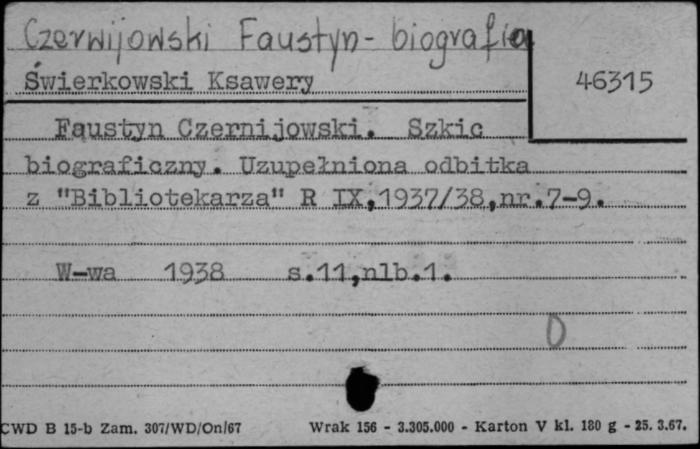 Czerwijowski Faustyn - biografia
Świerkowski Ksawery
46315
Faustyn Czernijowski. Szkic
biograficzny. Uzupełniona odbitka
z "Bibliotekarza" R IX,1937/38,nr.7-9.
W-wa 1938 s.11,nlb.1.
D
CWD B 15-b Zam. 307/WD/On/67 Wrak 156 - 3.305.000 - Karton V kl. 180 g - 25. 3.67.